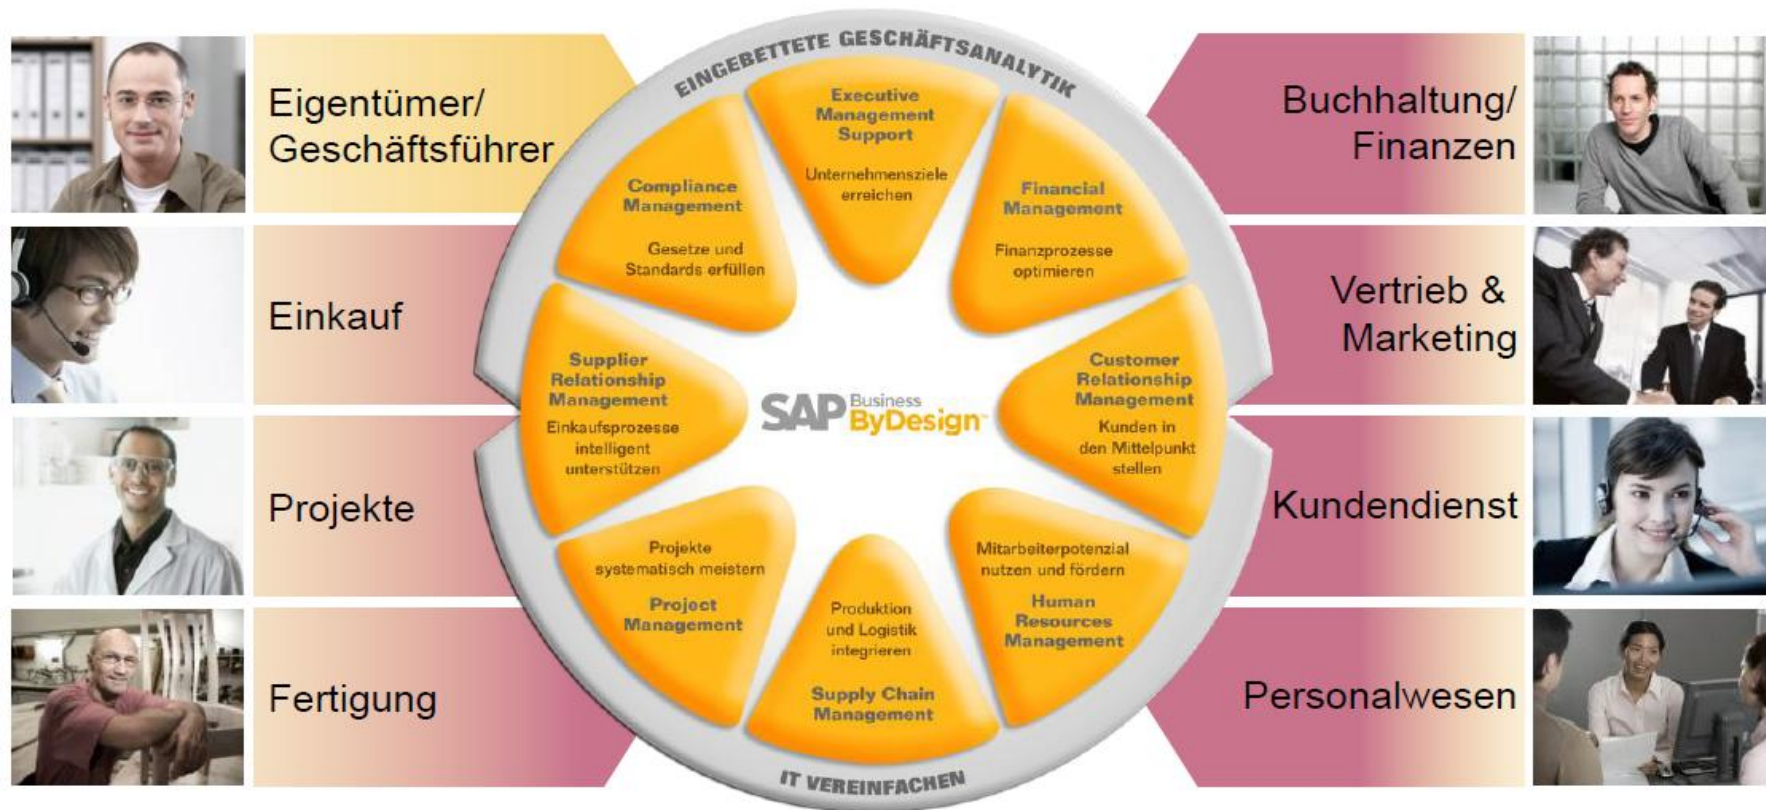 EINGEBETTETE GESCHÄFTSANALYTIK
Eigentümer/
Geschäftsführer
Einkauf
Projekte
Fertigung
Executive
Management
Support
Unternehmensziele
erreichen
Compliance
Management
Gesetze und
Standards erfüllen
Financial
Management
Finanzprozesse
optimieren
Supplier
Relationship
Management
Einkaufsprozesse
intelligent
unterstützen
SAP Business
ByDesign™
Customer
Relationship
Management
Kunden in
den Mittelpunkt
stellen
Projekte
systematisch meistern
Project
Management
Produktion
und Logistik
integrieren
Supply Chain
Management
Mitarbeiterpotenzial
nutzen und fördern
Human
Resources
Management
IT VEREINFACHEN
Buchhaltung/
Finanzen
Vertrieb &
Marketing
Kundendienst
Personalwesen